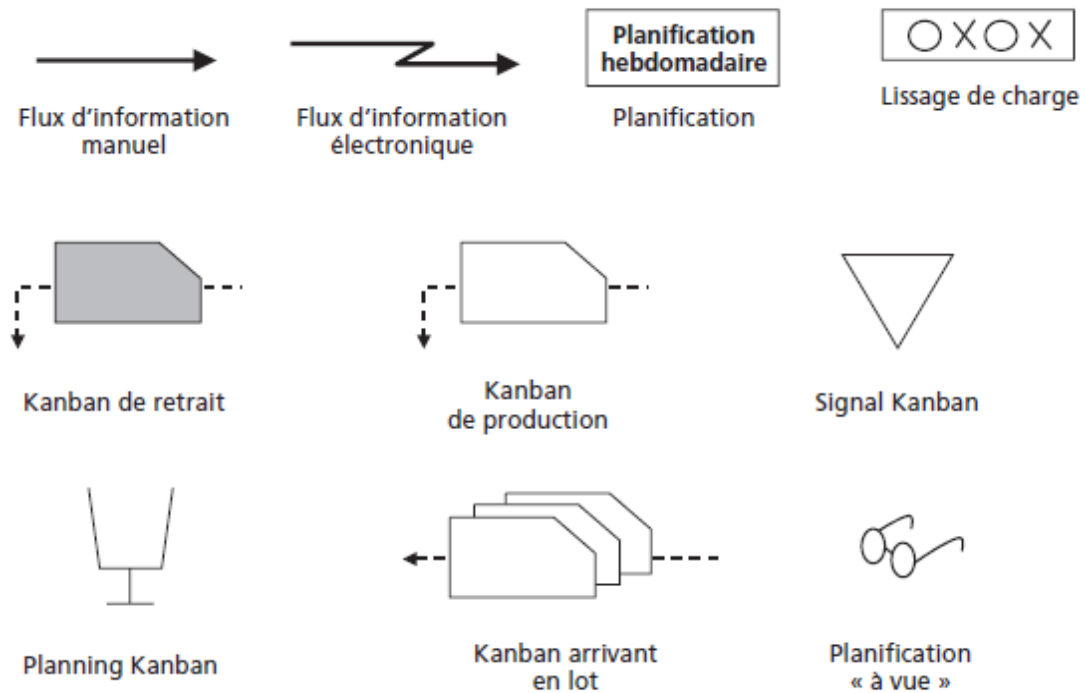 Planification
hebdomadaire
OXOX
Flux d'information
manuel
Flux d'information
électronique
Planification
Lissage de charge
Kanban de retrait
Kanban
de production
Signal Kanban
Planning Kanban
Kanban arrivant
en lot
Planification
« à vue »